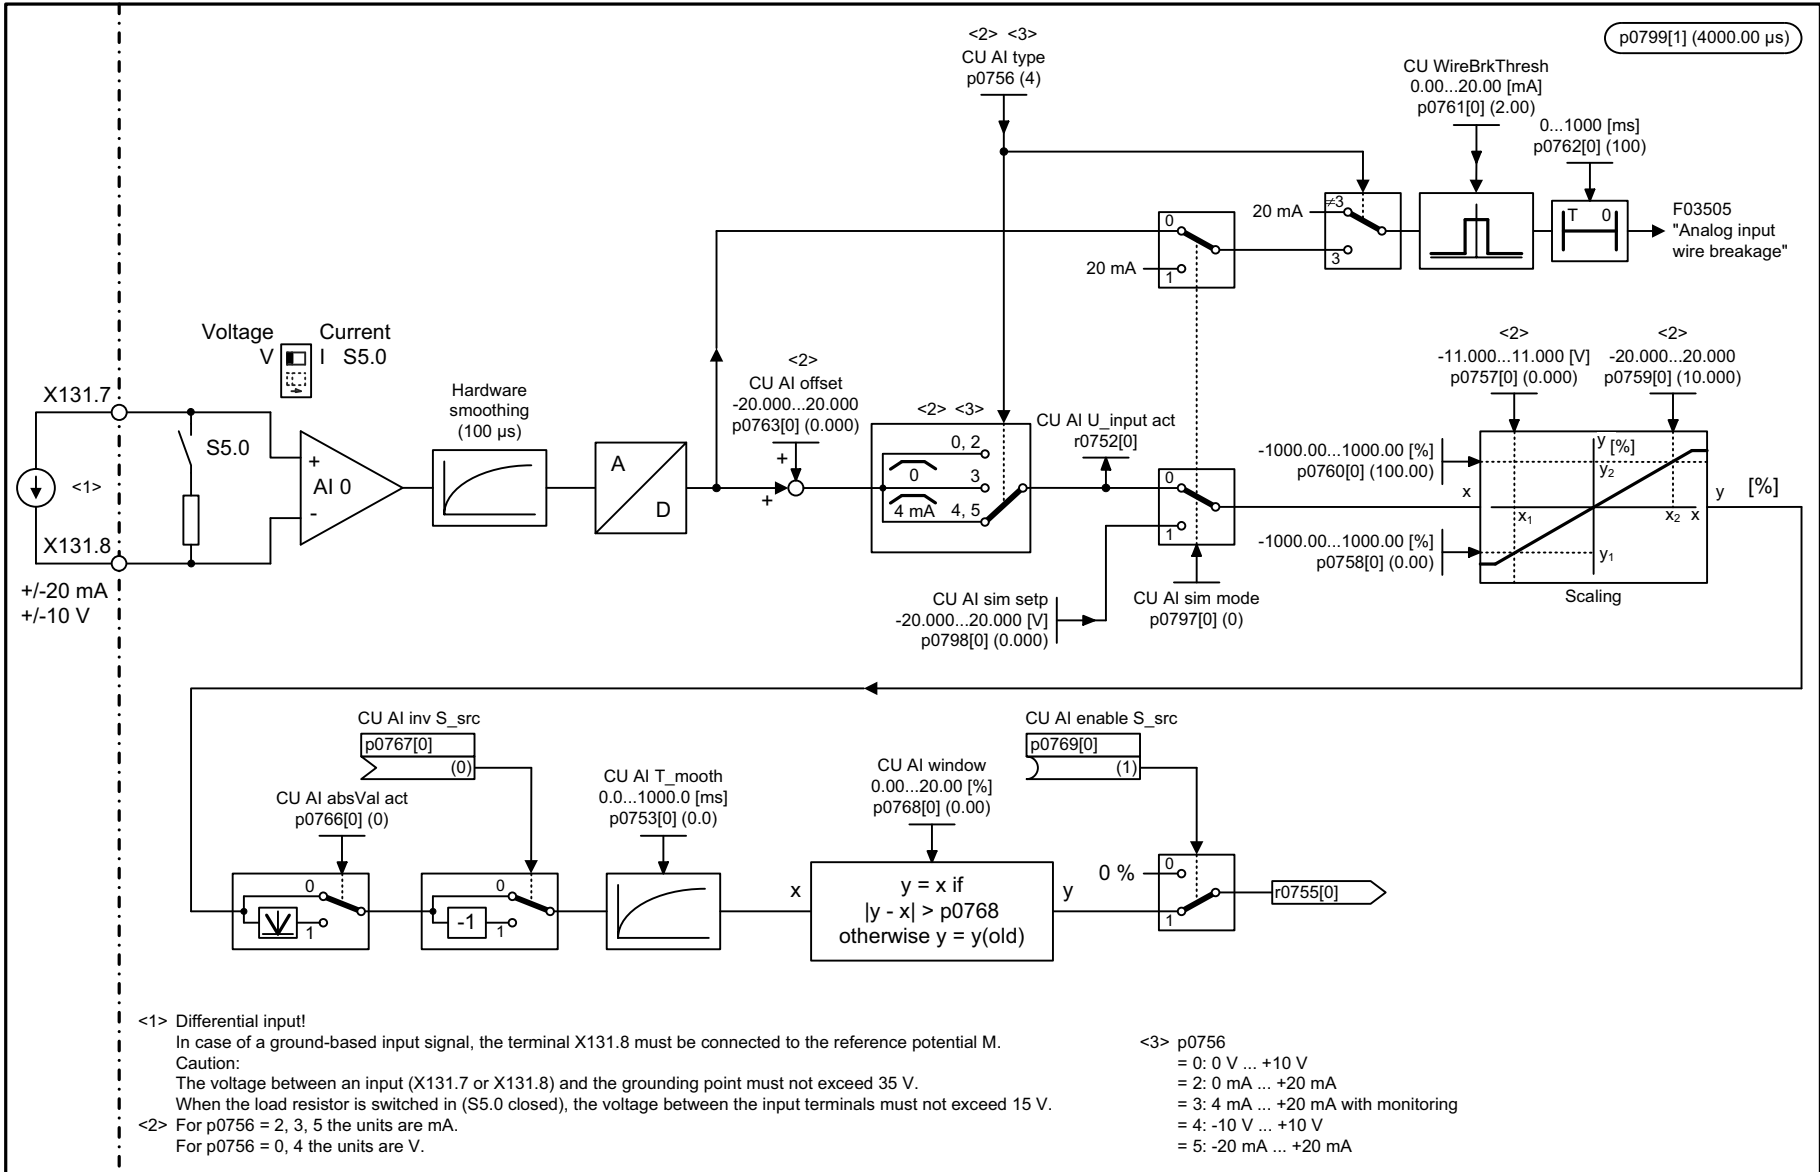 <2> <3>
CU AI type
p0756 (4)
p0799[1] (4000.00 µs)
CU WireBrkThresh
0.00...20.00 [mA]
p0761[0] (2.00)
0...1000 [ms]
p0762[0] (100)
20 mA
≠3
3
0
1
20 mA
T 0
F03505
"Analog input
wire breakage"
Voltage Current
V I S5.0
X131.7
S5.0
<1>
X131.8
+/-20 mA
+/-10 V
+
AI 0
-
Hardware
smoothing
(100 µs)
A
D
<2>
CU AI offset
-20.000...20.000
p0763[0] (0.000)
+
+
<2> <3>
0, 2
0
3
4 mA
4, 5
CU AI U_input act
r0752[0]
0
1
CU AI sim setp
-20.000...20.000 [V]
p0798[0] (0.000)
CU AI sim mode
p0797[0] (0)
<2>
-11.000...11.000 [V]
p0757[0] (0.000)
<2>
-20.000...20.000
p0759[0] (10.000)
-1000.00...1000.00 [%]
p0760[0] (100.00)
x
-1000.00...1000.00 [%]
p0758[0] (0.00)
y [%]
y2
x1
x2 x
y1
y [%]
Scaling
CU AI inv S_src
p0767[0]
(0)
CU AI absVal act
p0766[0] (0)
0
1
0
-1
1
CU AI T_mooth
0.0...1000.0 [ms]
p0753[0] (0.0)
CU AI window
0.00...20.00 [%]
p0768[0] (0.00)
x
y = x if
|y - x| > p0768
otherwise y = y(old)
y
CU AI enable S_src
p0769[0]
(1)
0 %
0
1
r0755[0]
<1> Differential input!
In case of a ground-based input signal, the terminal X131.8 must be connected to the reference potential M.
Caution:
The voltage between an input (X131.7 or X131.8) and the grounding point must not exceed 35 V.
When the load resistor is switched in (S5.0 closed), the voltage between the input terminals must not exceed 15 V.
<2> For p0756 = 2, 3, 5 the units are mA.
For p0756 = 0, 4 the units are V.
<3> p0756
= 0: 0 V ... +10 V
= 2: 0 mA ... +20 mA
= 3: 4 mA ... +20 mA with monitoring
= 4: -10 V ... +10 V
= 5: -20 mA ... +20 mA